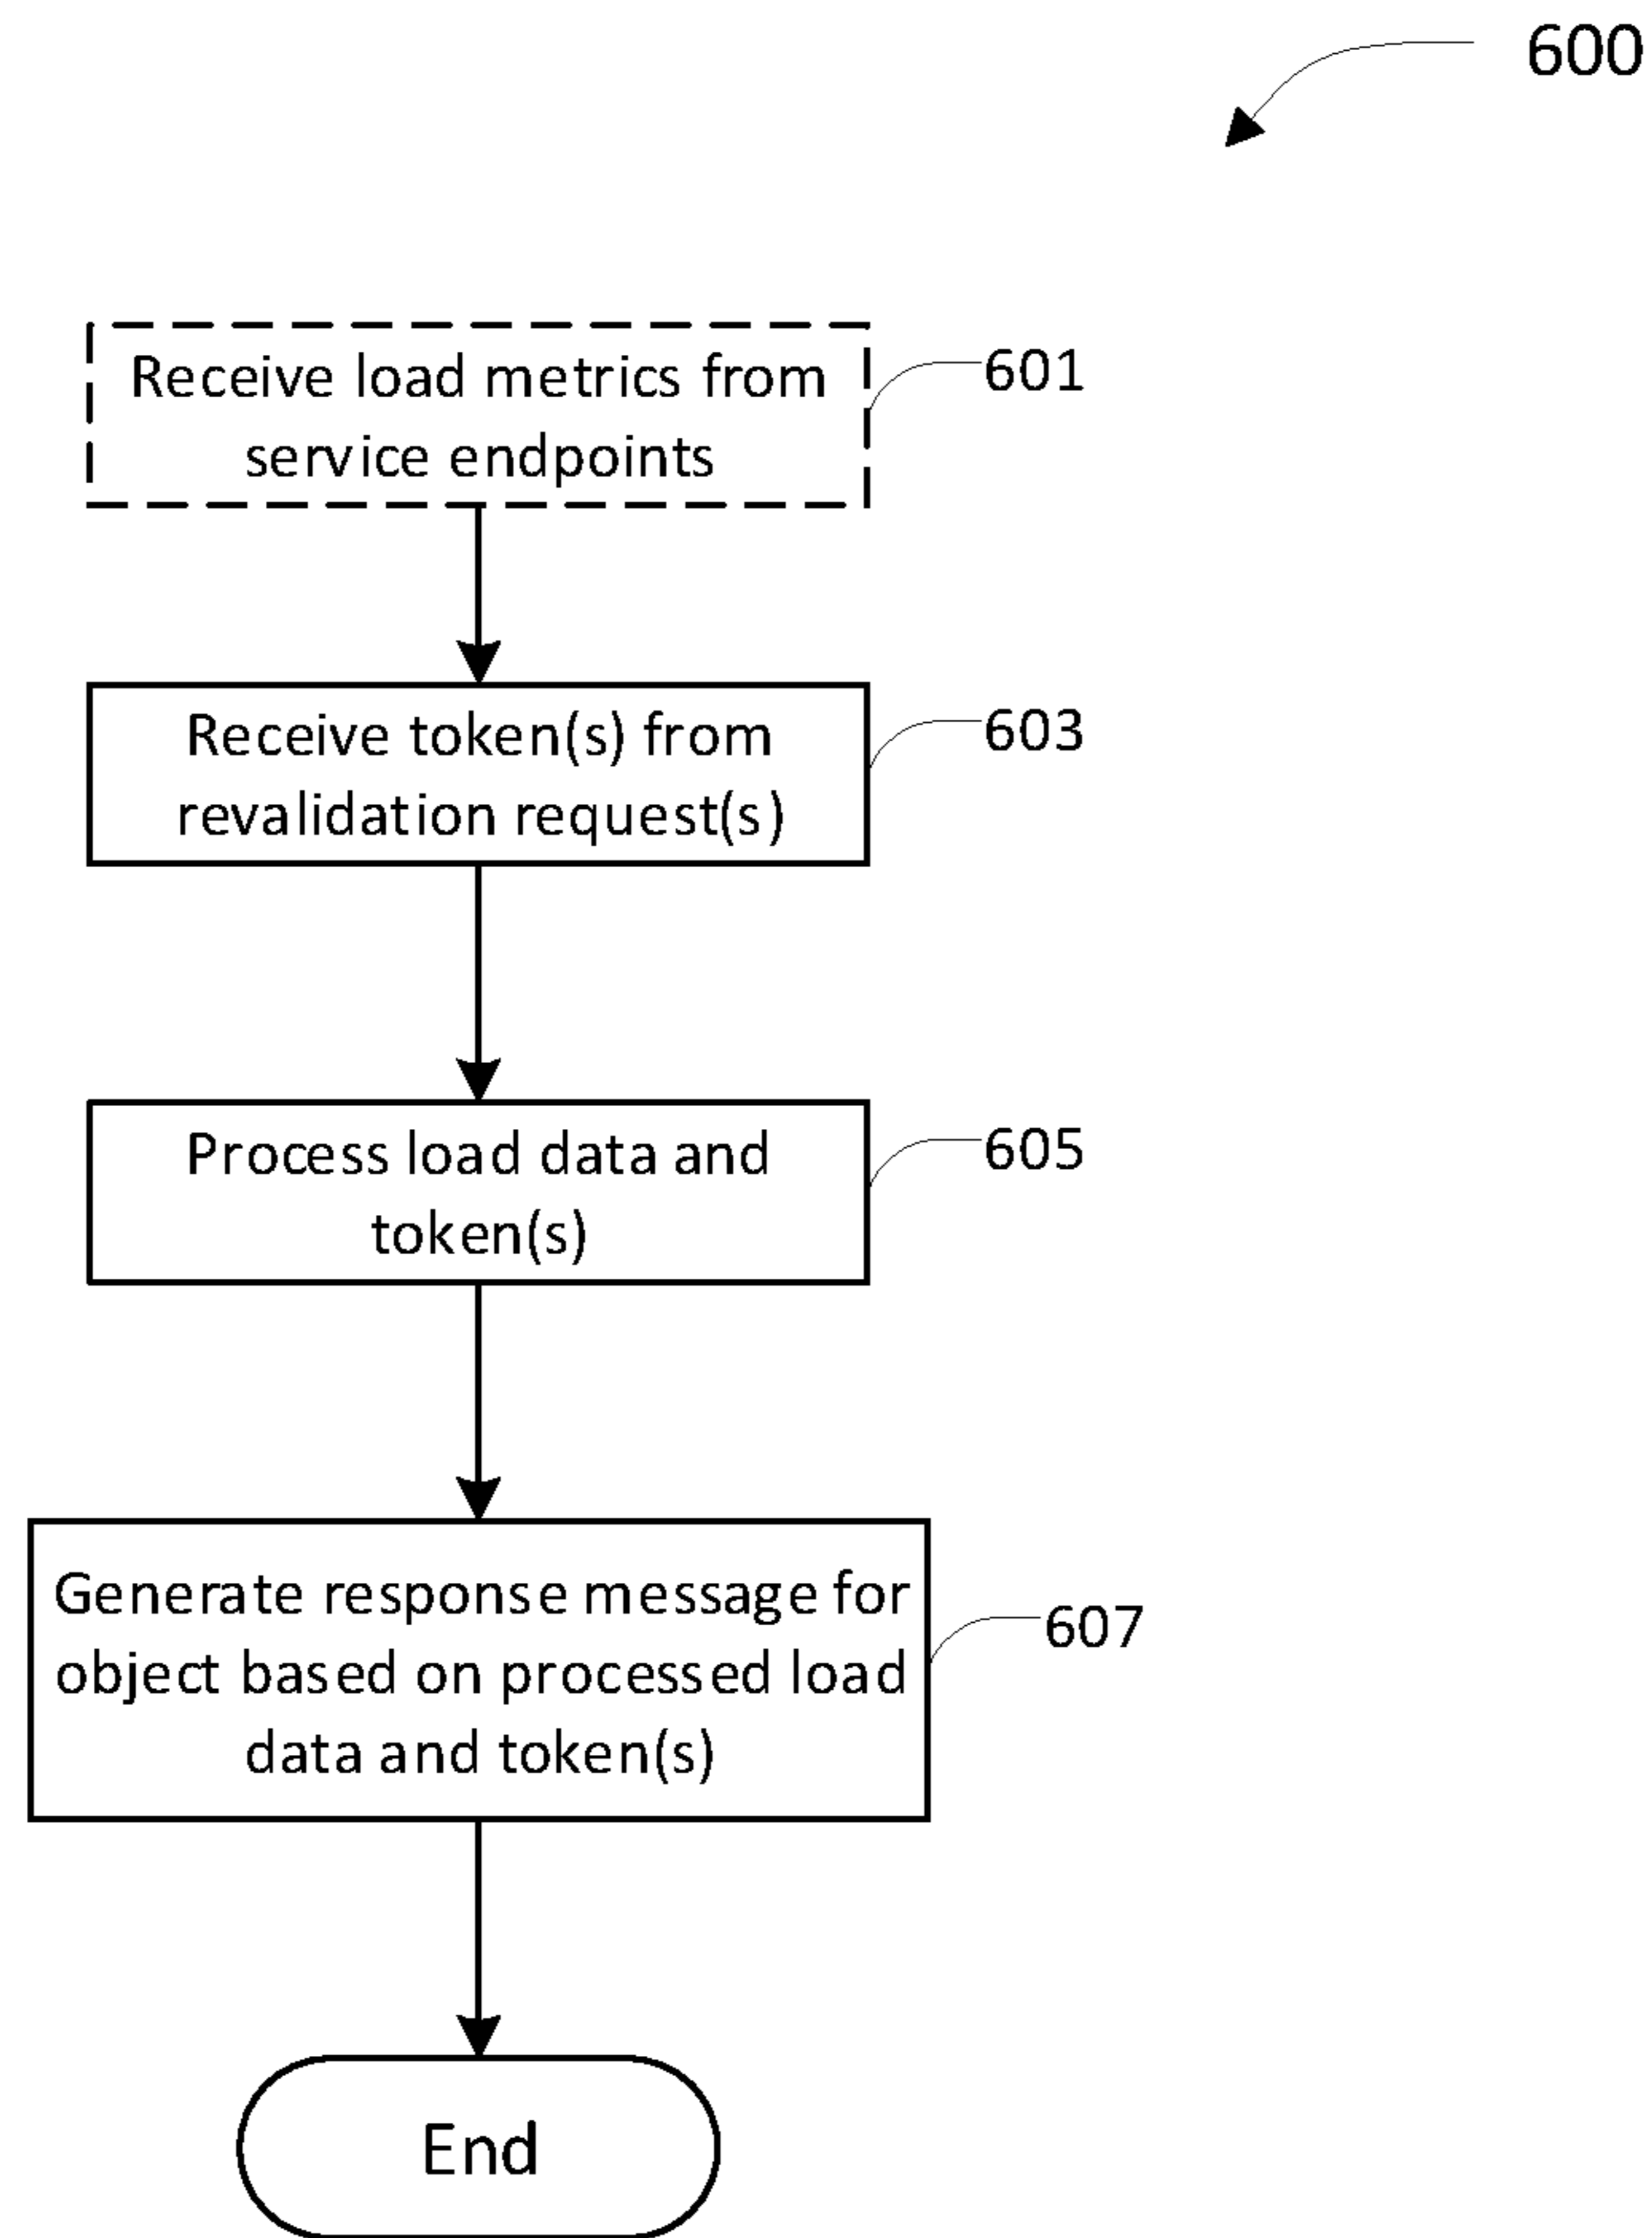 600
Receive load metrics from
service endpoints
601
Receive token(s) from
revalidation request(s)
603
Process load data and
token(s)
605
Generate response message for
object based on processed load
data and token(s)
607
End